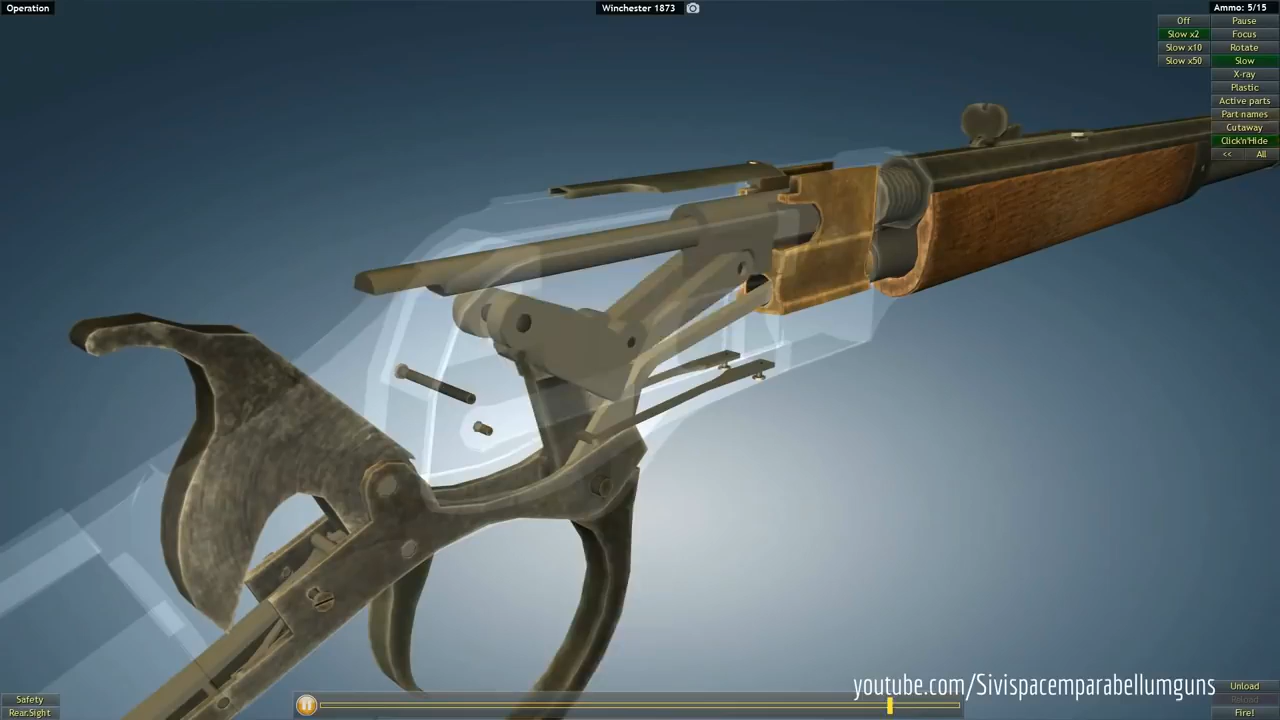 Operation
Winchester 1873
Ammo: 5/15
Off
Pause
Slow x2
Focus
Slow x10
Rotate
Slow x50
Slow
X-ray
Plastic
Active parts
Part names
Cutaway
Click'n'Hide
<< All
youtube.com/Sivispacemparabellumguns
Safety
Rear.Sight
Unload
Reload
Fire!